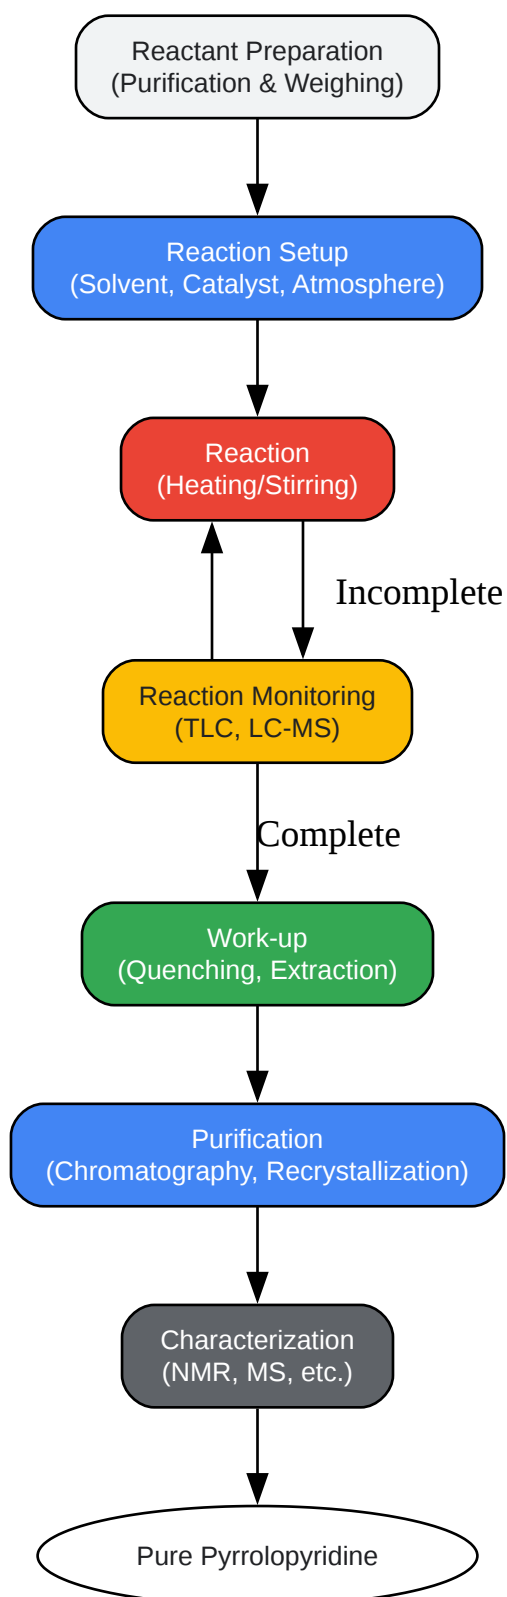 Reactant Preparation
(Purification & Weighing)
Reaction Setup
(Solvent, Catalyst, Atmosphere)
Reaction
(Heating/Stirring)
Incomplete
Reaction Monitoring
(TLC, LC-MS)
Complete
Work-up
(Quenching, Extraction)
Purification
(Chromatography, Recrystallization)
Characterization
(NMR, MS, etc.)
Pure Pyrrolopyridine